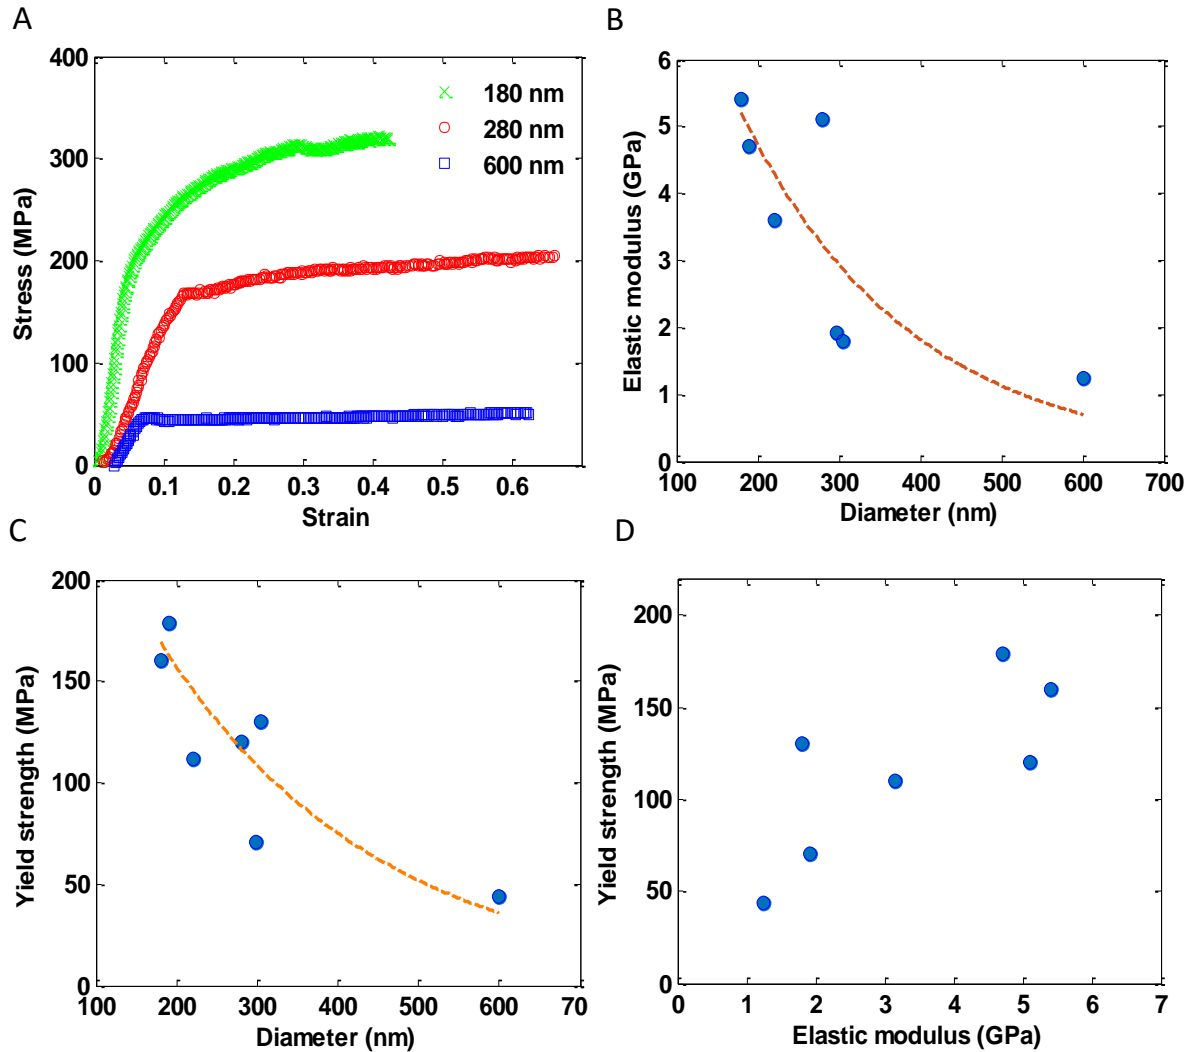 A
400
300
200
100
0
Stress (MPa)
180 nm
280 nm
600 nm
0 0.1 0.2 0.3 0.4 0.5 0.6
Strain
B
6
5
4
3
2
1
0
Elastic modulus (GPa)
100 200 300 400 500 600 700
Diameter (nm)
C
200
150
100
50
0
Yield strength (MPa)
100 200 300 400 500 600 70
Diameter (nm)
D
200
150
100
50
0
Yield strength (MPa)
0 1 2 3 4 5 6 7
Elastic modulus (GPa)